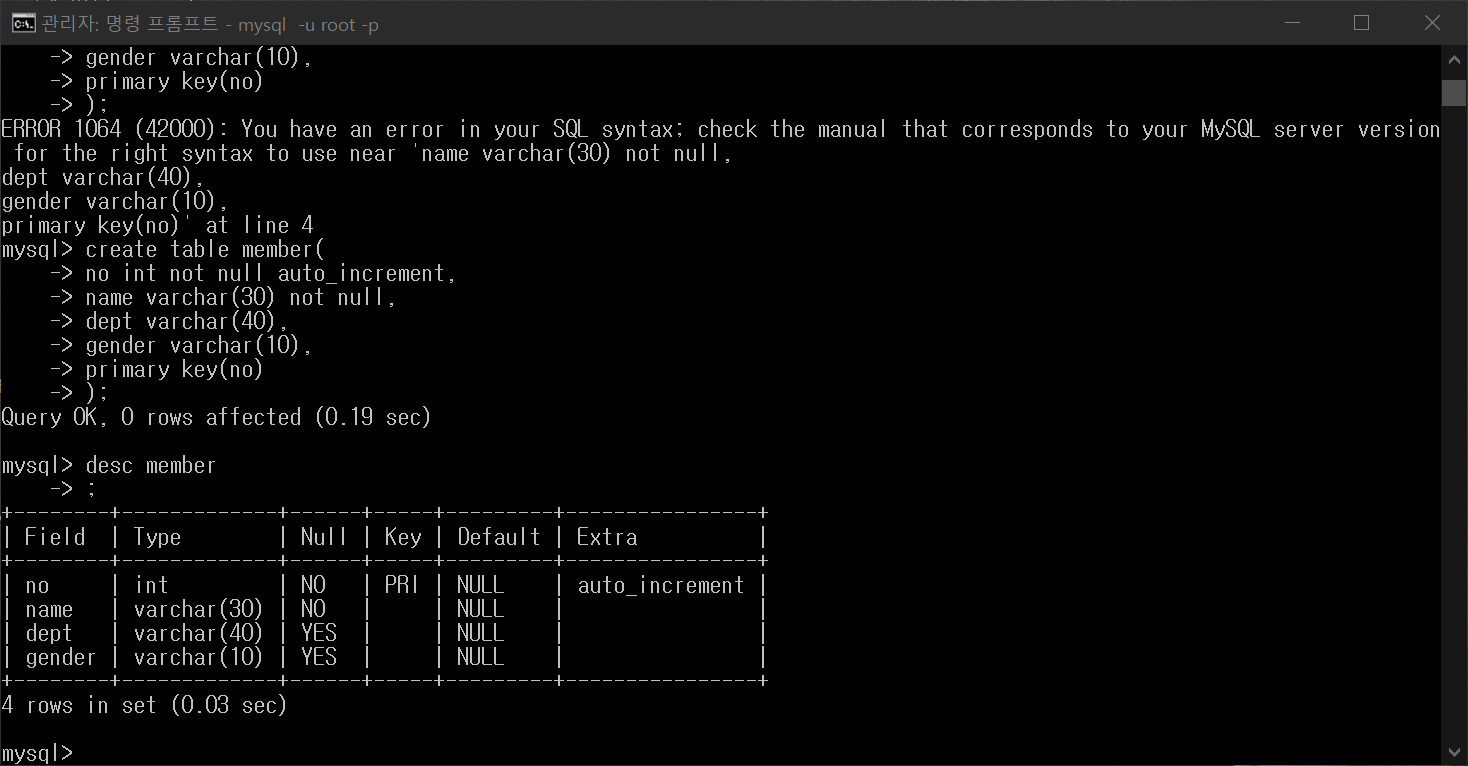 관리자: 명령 프롬프트 - mysql  -u root -p
    -> gender varchar(10),
    -> primary key(no)
    -> );
ERROR 1064 (42000): You have an error in your SQL syntax; check the manual that corresponds to your MySQL server version
 for the right syntax to use near 'name varchar(30) not null,
dept varchar(40),
gender varchar(10),
primary key(no)' at line 4
mysql> create table member(
    -> no int not null auto_increment,
    -> name varchar(30) not null,
    -> dept varchar(40),
    -> gender varchar(10),
    -> primary key(no)
    -> );
Query OK, 0 rows affected (0.19 sec)
mysql> desc member
    -> ;
+--------+-------------+------+-----+---------+----------------+
| Field  | Type        | Null | Key | Default | Extra          |
+--------+-------------+------+-----+---------+----------------+
| no     | int         | NO   | PRI | NULL    | auto_increment |
| name   | varchar(30) | NO   |     | NULL    |                |
| dept   | varchar(40) | YES  |     | NULL    |                |
| gender | varchar(10) | YES  |     | NULL    |                |
+--------+-------------+------+-----+---------+----------------+
4 rows in set (0.03 sec)
mysql>